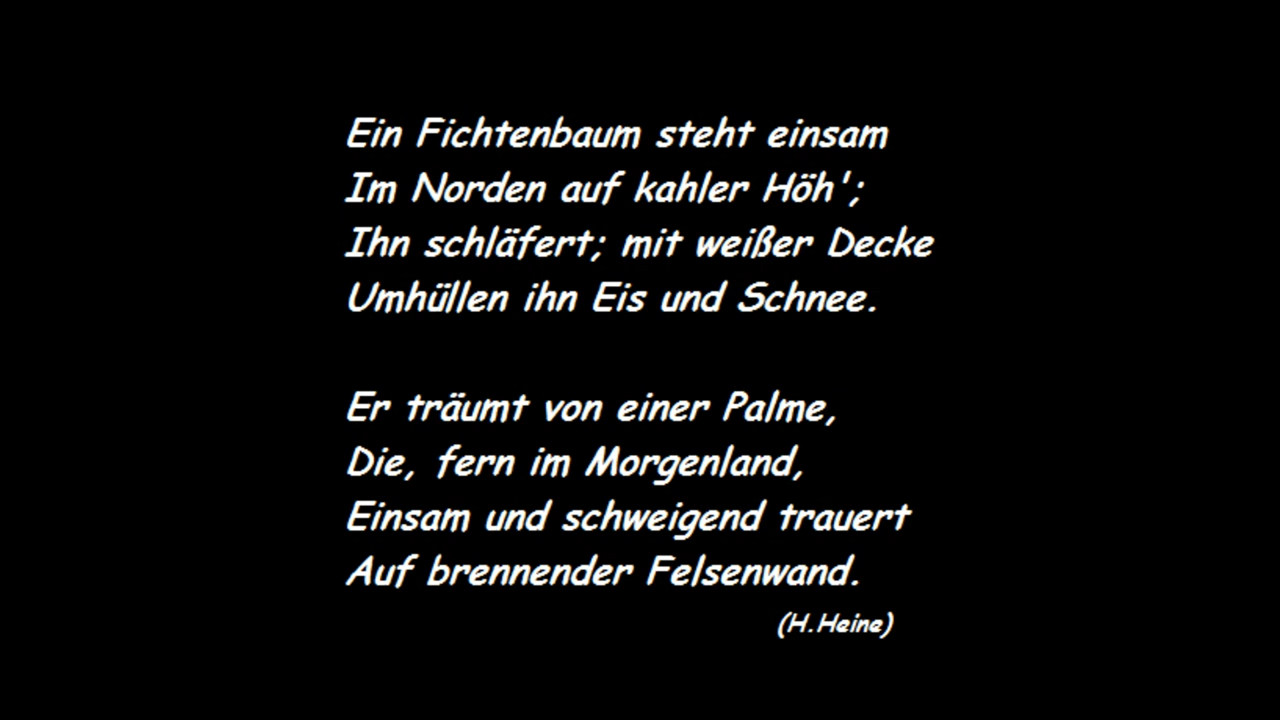 Ein Fichtenbaum steht einsam
Im Norden auf kahler Höh';
Ihn schläfert; mit weißer Decke
Umhüllen ihn Eis und Schnee.
Er träumt von einer Palme,
Die, fern im Morgenland,
Einsam und schweigend trauert
Auf brennender Felsenwand.
(H.Heine)